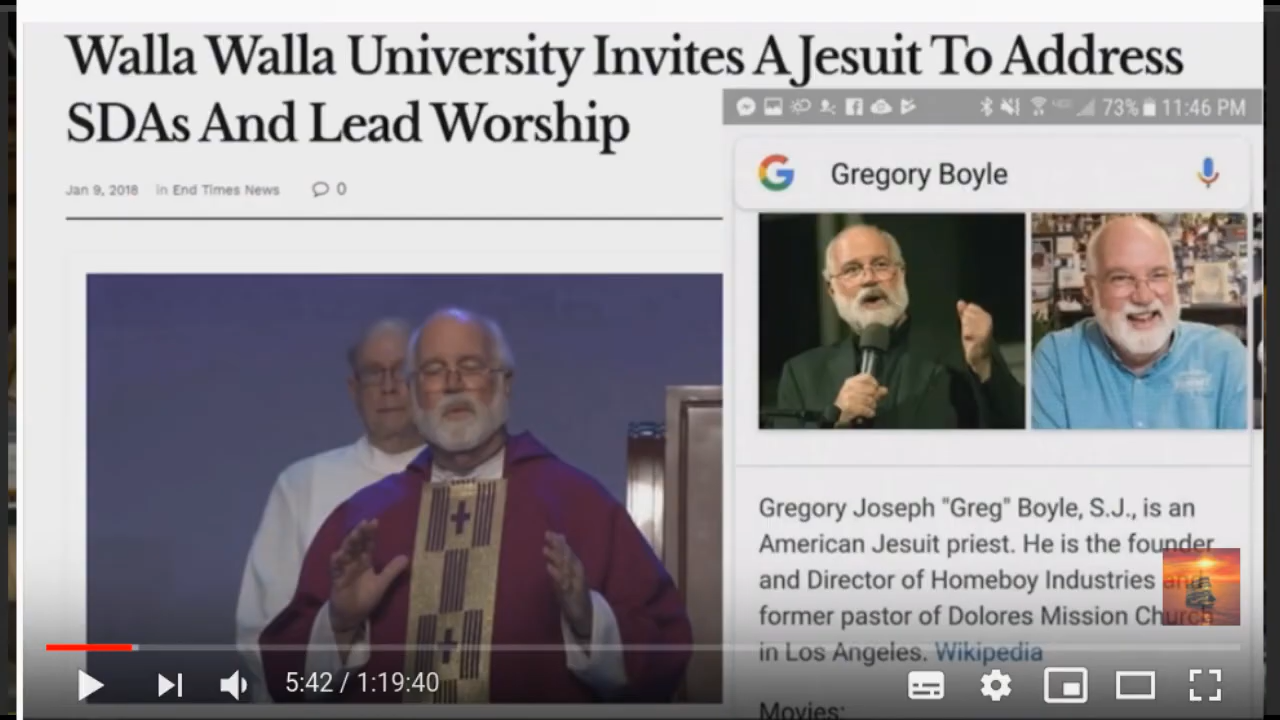 Walla Walla University Invites A Jesuit To Address
SDAs And Lead Worship
Jan 9, 2018 in End Times News 0
73% 11:46 PM
Gregory Boyle
Gregory Joseph "Greg" Boyle, S.J., is an
American Jesuit priest. He is the founder
and Director of Homeboy Industries and
former pastor of Dolores Mission Church
in Los Angeles. Wikipedia
Movies:
5:42 / 1:19:40